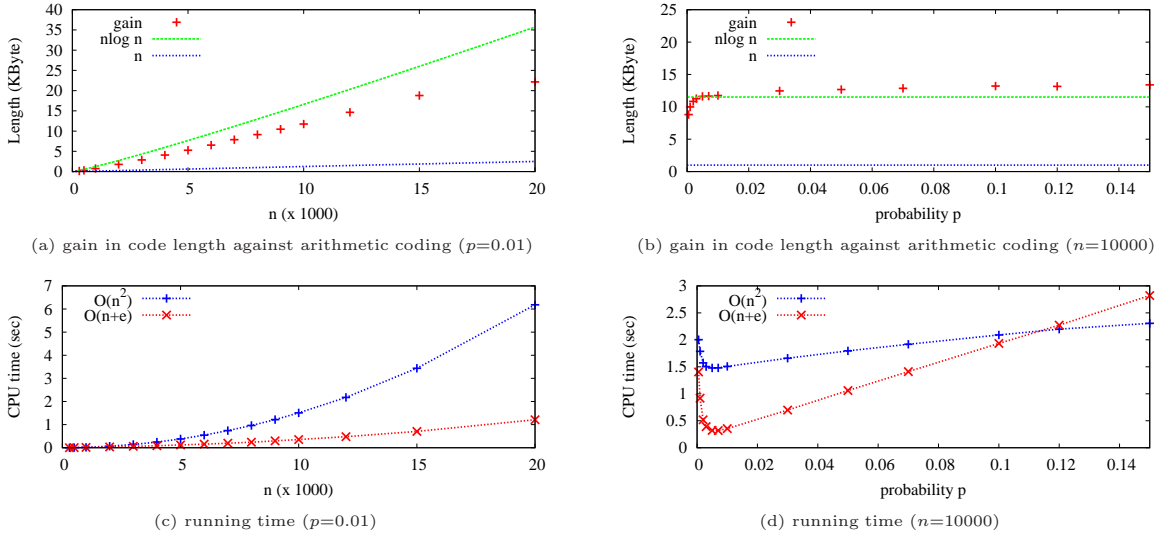 40
35
30
25
20
15
10
5
0
Length (KByte)
gain
nlog n
n
0 5 10 15 20
n (x 1000)
(a) gain in code length against arithmetic coding (p=0.01)
25
20
15
10
5
0
Length (KByte)
gain
nlog n
n
0 0.02 0.04 0.06 0.08 0.1 0.12 0.14
probability p
(b) gain in code length against arithmetic coding (n=10000)
7
6
5
4
3
2
1
0
CPU time (sec)
O(n²)
O(n+e)
0 5 10 15 20
n (x 1000)
(c) running time (p=0.01)
3
2.5
2
1.5
1
0.5
0
CPU time (sec)
O(n²)
O(n+e)
0 0.02 0.04 0.06 0.08 0.1 0.12 0.14
probability p
(d) running time (n=10000)